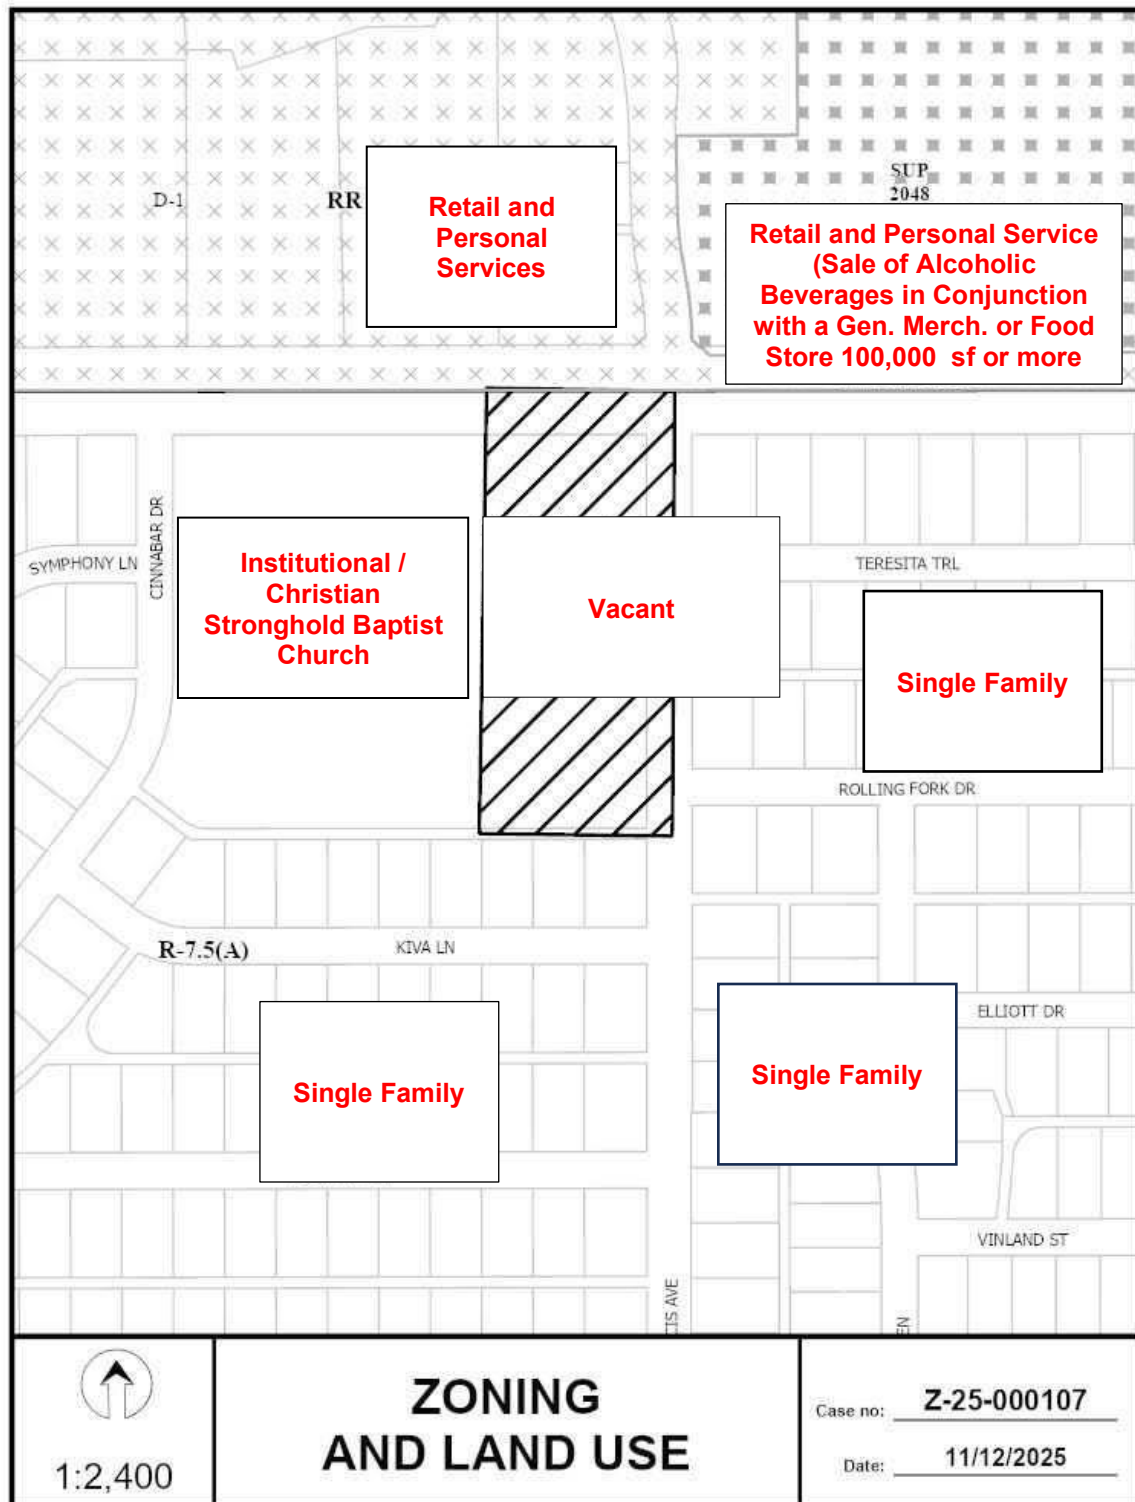 D-1
RR
Retail and
Personal
Services
SUP
2048
Retail and Personal Service
(Sale of Alcoholic
Beverages in Conjunction
with a Gen. Merch. or Food
Store 100,000 sf or more
CINNABAR DR
SYMPHONY LN
Institutional /
Christian
Stronghold Baptist
Church
Vacant
TERESITA TRL
Single Family
ROLLING FORK DR
R-7.5(A)
KIVA LN
ELLIOTT DR
Single Family
Single Family
VINLAND ST
CIS AVE
EN
1:2,400
ZONING
AND LAND USE
Case no: Z-25-000107
Date: 11/12/2025